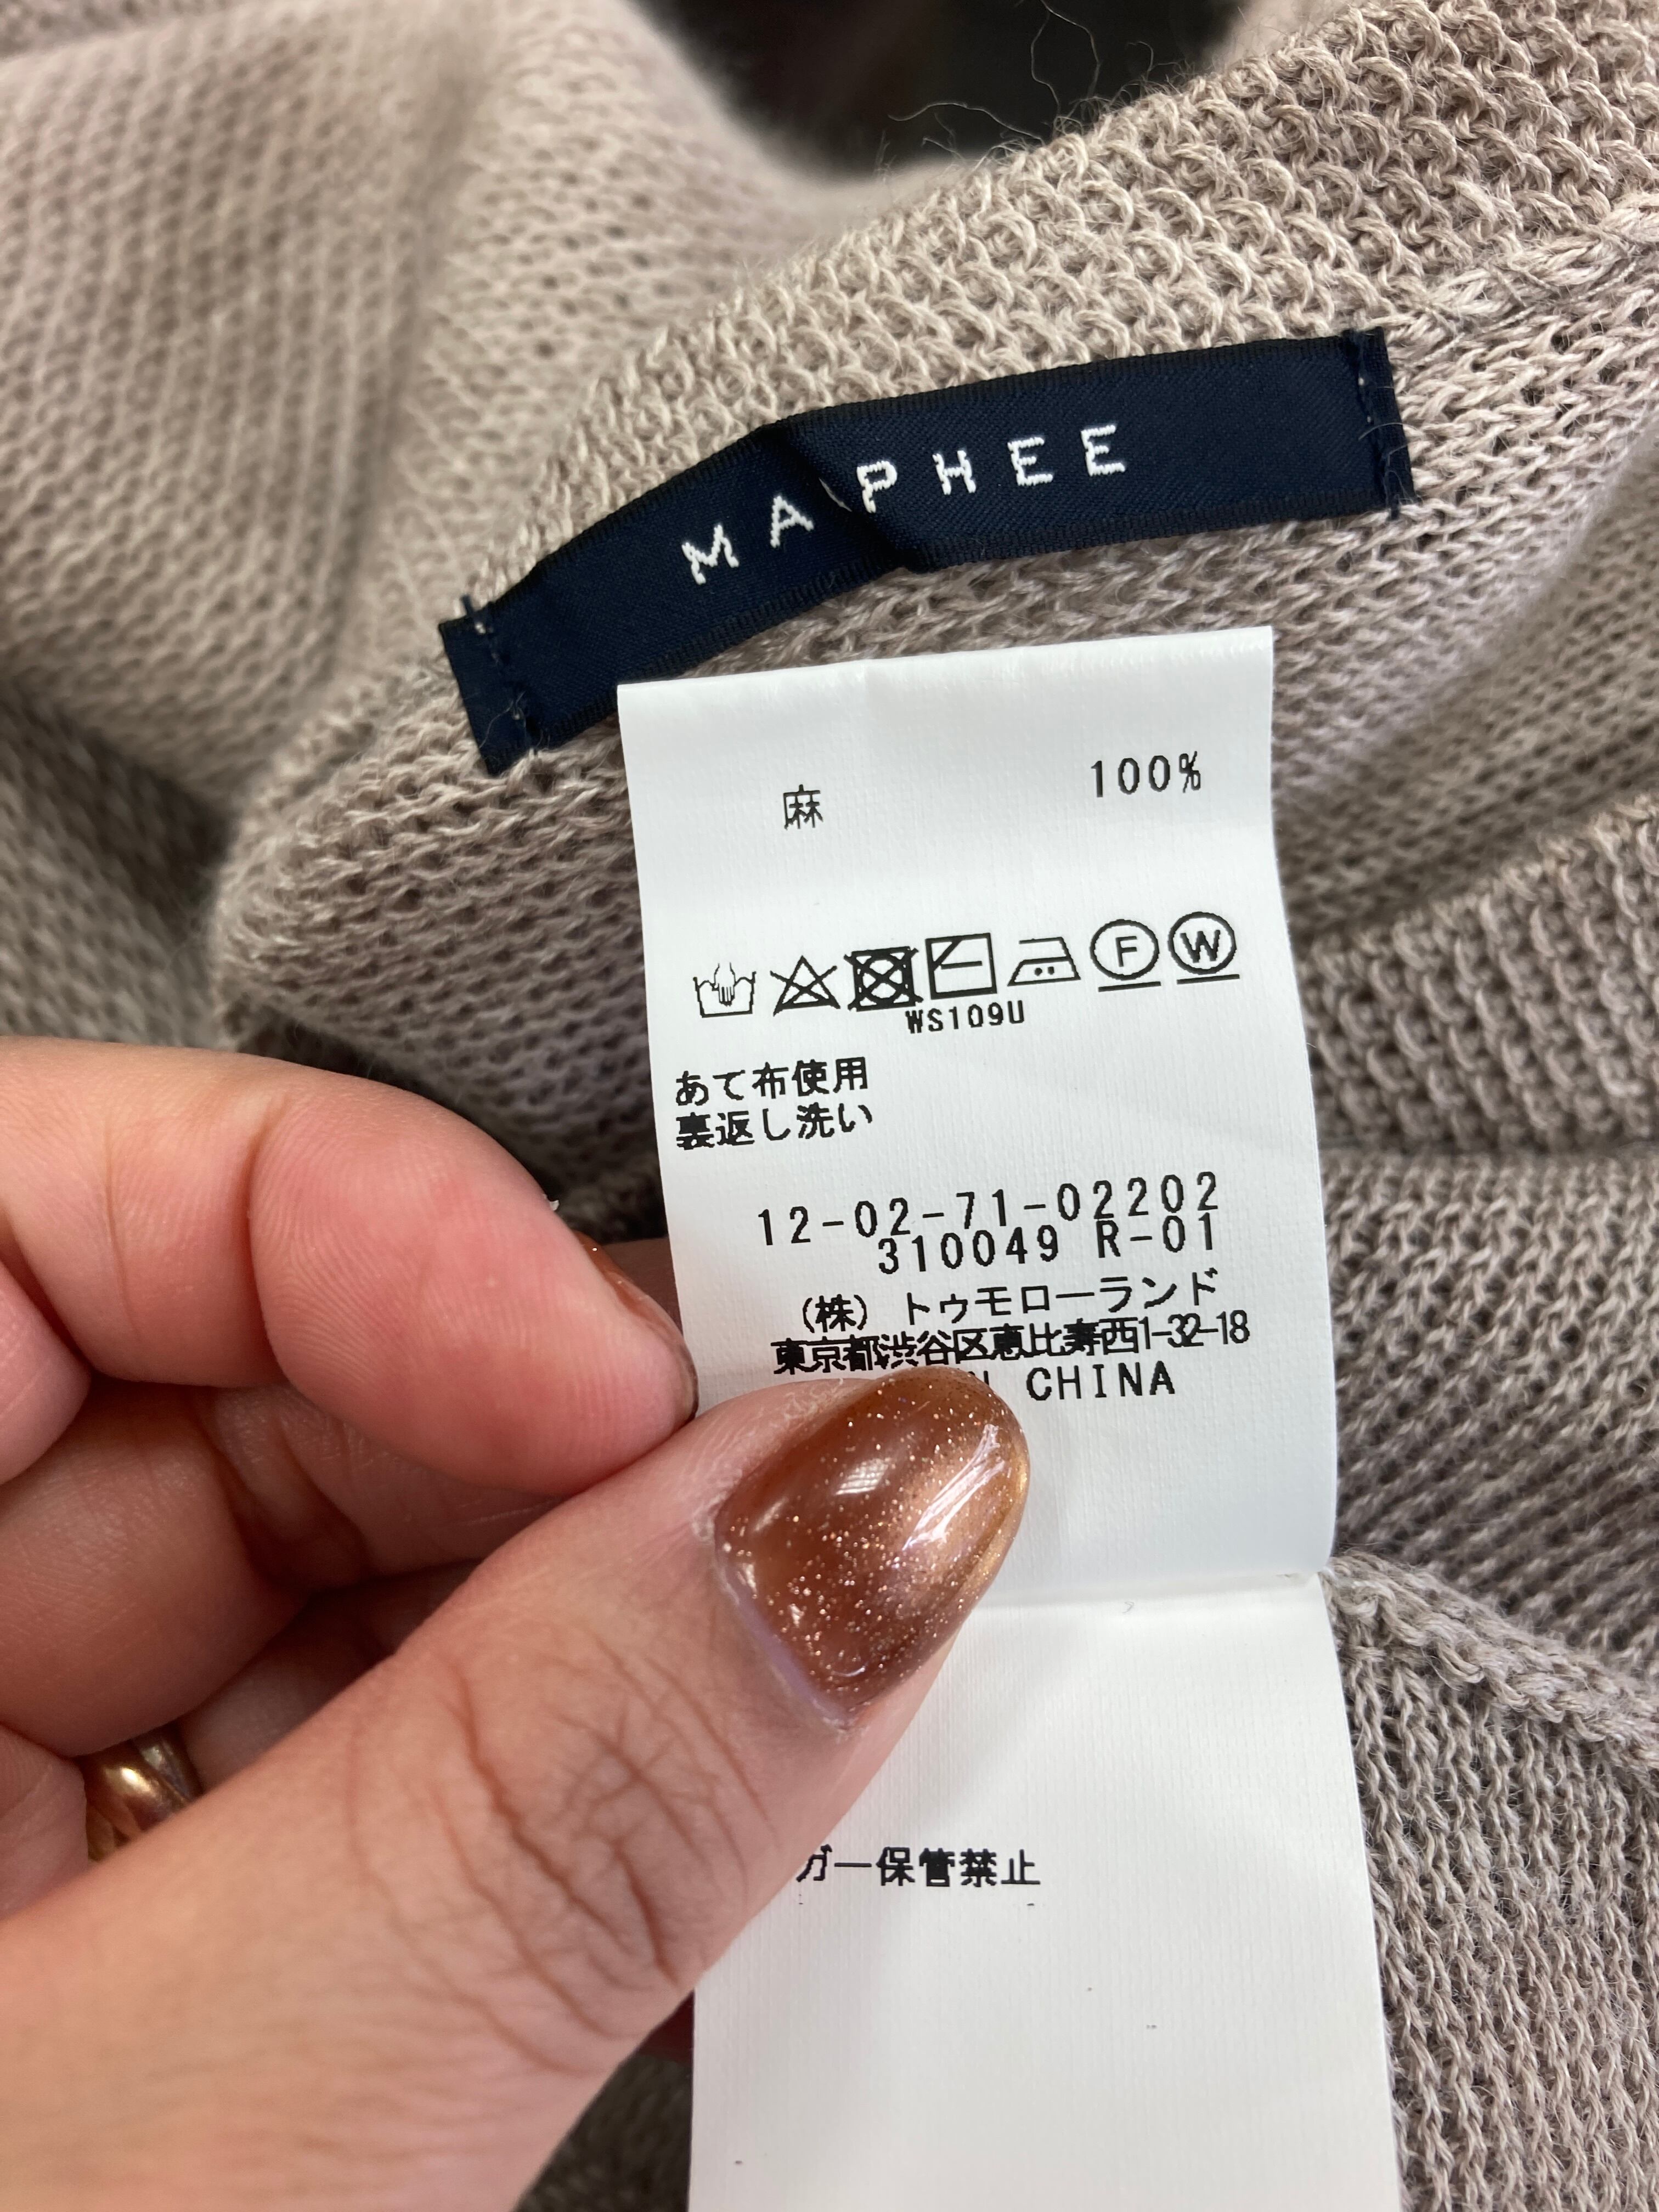 MAPHEE
麻 100%
F W
WS109U
あて布使用
裏返し洗い
12-02-71-02202
310049 R-01
(株) トゥモローランド
東京都渋谷区恵比寿西1-32-18
CHINA
ガー保管禁止